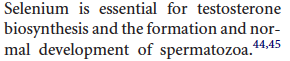 Selenium is essential for testosterone
biosynthesis and the formation and nor-
mal development of spermatozoa.44,45